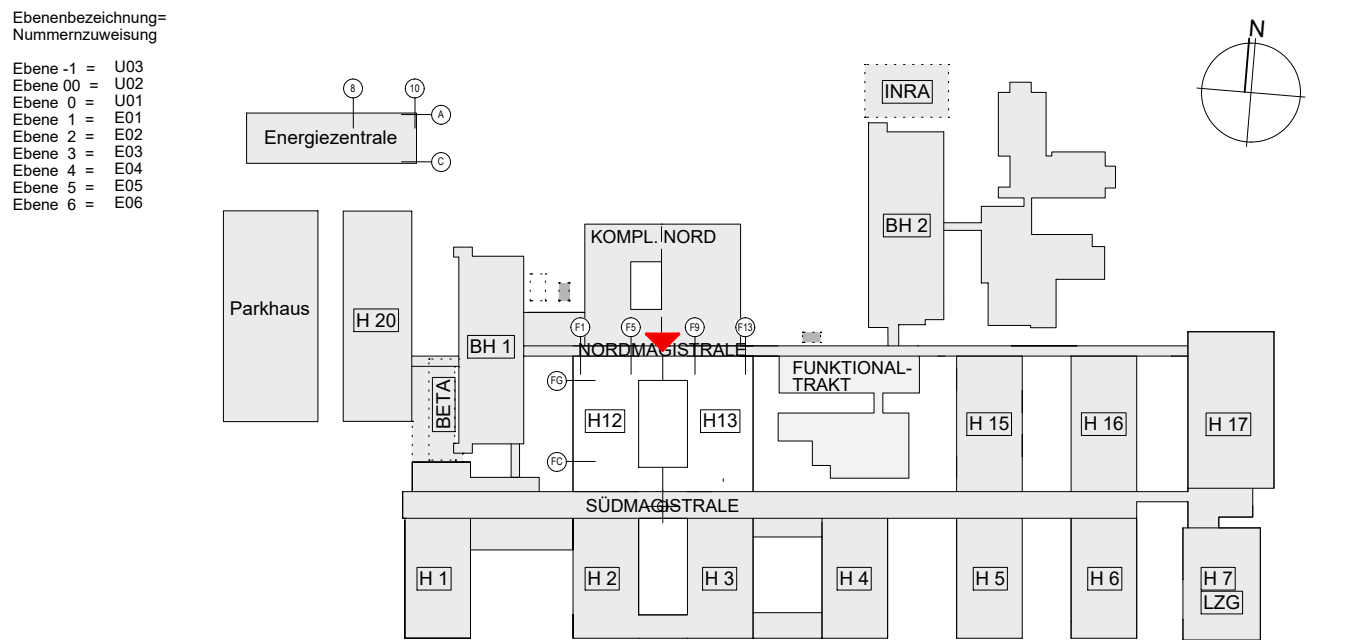 Ebenenbezeichnung=
Nummernzuweisung
Ebene -1 = U03
Ebene 00 = U02
Ebene 0 = U01
Ebene 1 = E01
Ebene 2 = E02
Ebene 3 = E03
Ebene 4 = E04
Ebene 5 = E05
Ebene 6 = E06
N
8
10
A
Energiezentrale
C
INRA
BH 2
KOMPL. NORD
Parkhaus
H 20
BH 1
F1
F5
F9
F13
NORDMAGISTRALE
FUNKTIONAL-
TRAKT
FG
BETA
H12
H13
H 15
H 16
H 17
FC
SÜDMAGISTRALE
H 1
H 2
H 3
H 4
H 5
H 6
H 7
LZG